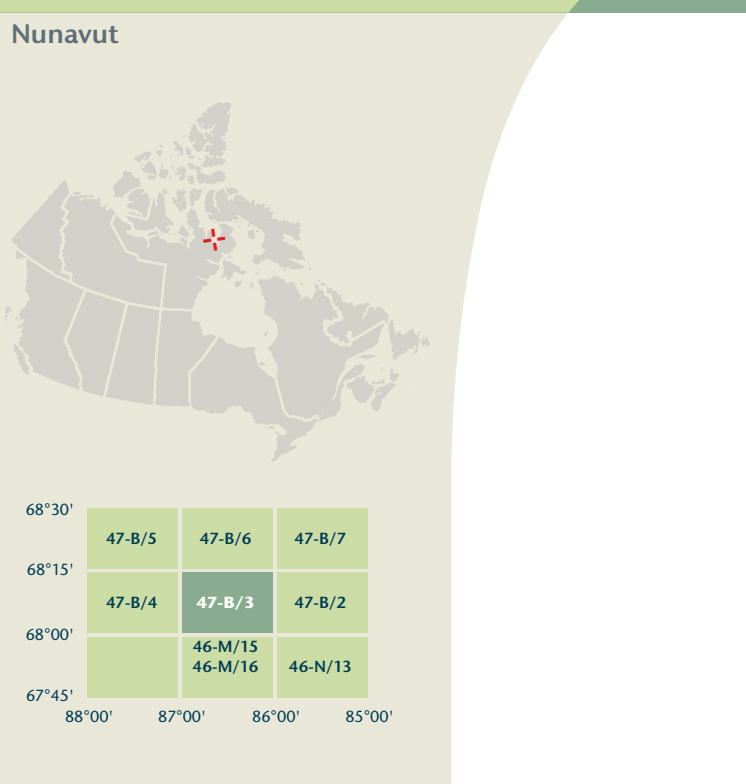 Nunavut
68°30'
47-B/5 47-B/6 47-B/7
68°15'
47-B/4 47-B/3 47-B/2
68°00'
46-M/15
46-M/16 46-N/13
67°45'
88°00' 87°00' 86°00' 85°00'